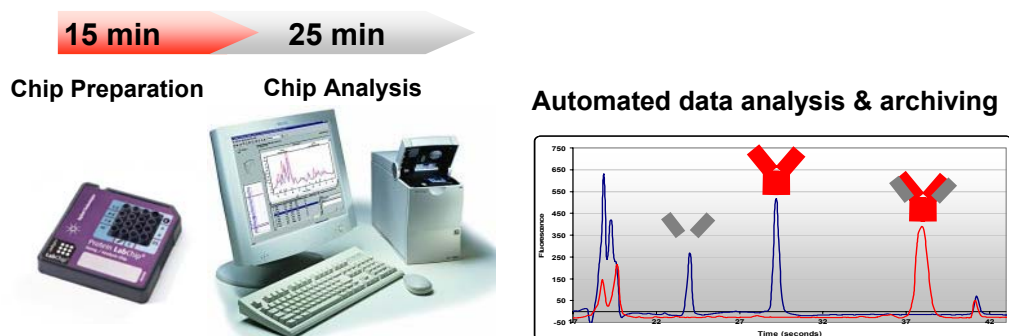 15 min
25 min
Chip Preparation
Chip Analysis
Automated data analysis & archiving
Protein LabChip
750
650
550
450
350
250
150
50
-50
Fluorescence
17
22
27
32
37
42
Time (seconds)